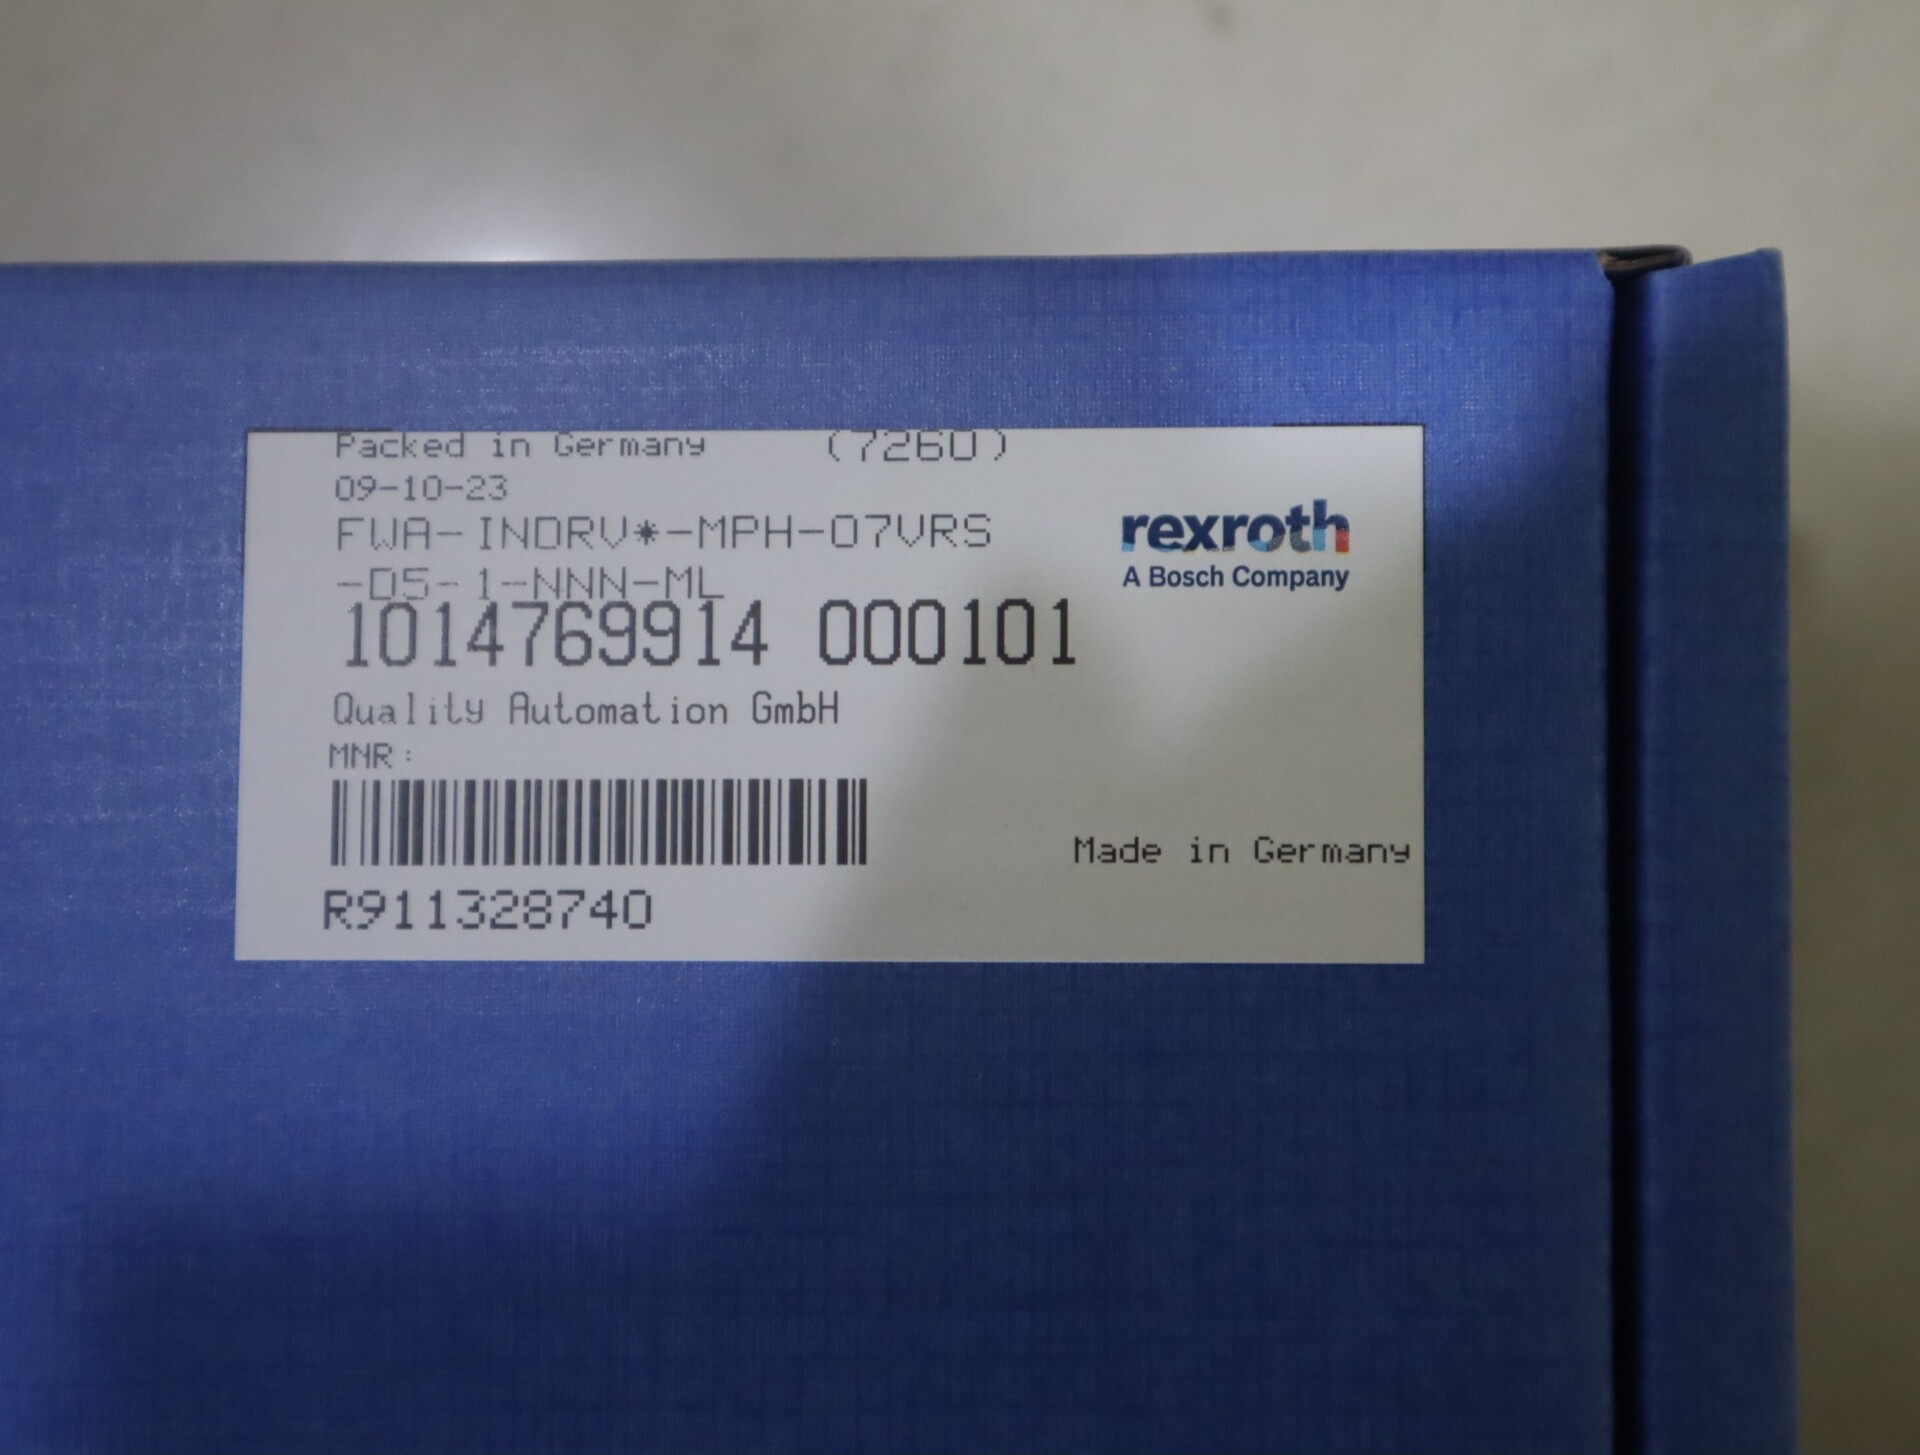 Packed in Germany (7260)
09-10-23
FWA-INDRV*-MPH-07VRS
-D5-1-NNN-ML
rexroth
A Bosch Company
1014769914 000101
Quality Automation GmbH
MNR:
Made in Germany
R911328740